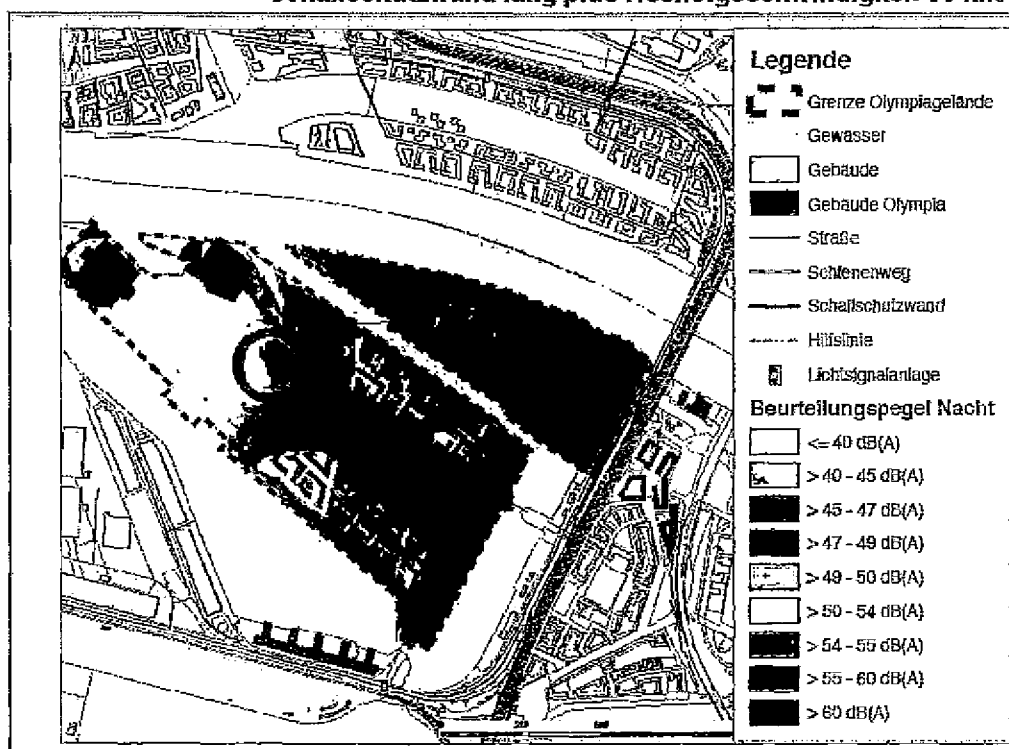 Legende
Grenze Olympiagelände
Gewässer
Gebäude
Gebäude Olympia
Straße
Schienenweg
Schallschutzwand
Hilfslinie
Lichtsignalanlage
Beurteilungspegel Nacht
<= 40 dB(A)
> 40 - 45 dB(A)
> 45 - 47 dB(A)
> 47 - 49 dB(A)
> 49 - 50 dB(A)
> 50 - 54 dB(A)
> 54 - 55 dB(A)
> 55 - 60 dB(A)
> 60 dB(A)